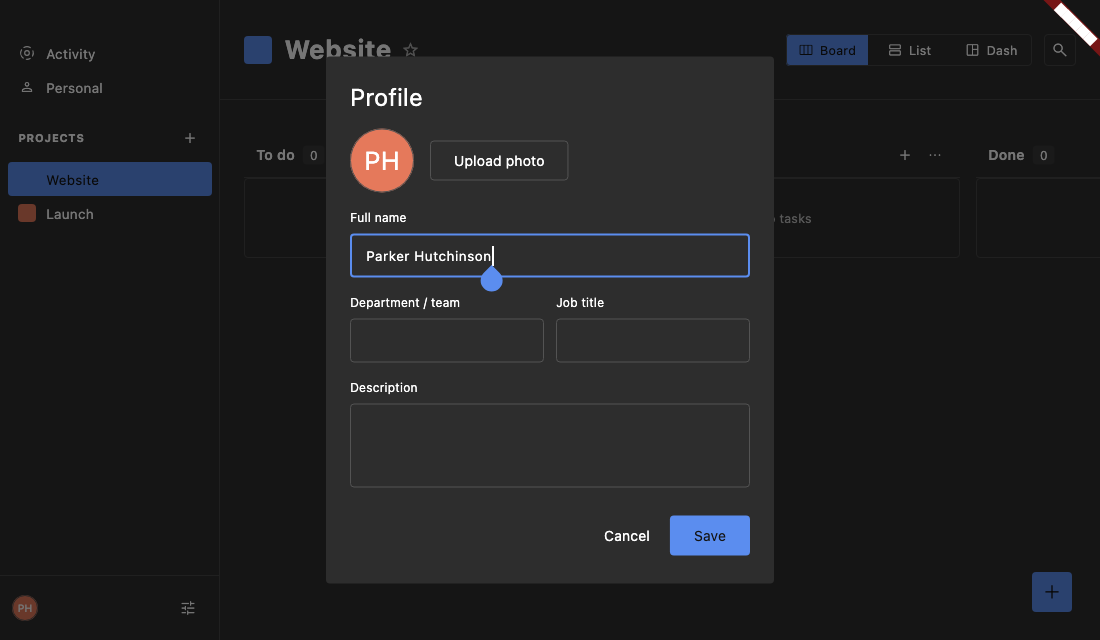 Activity
Personal
PROJECTS
Website
Launch
PH
Website
Board
List
Dash
To do 0
tasks
Done 0
Profile
PH
Upload photo
Full name
Parker Hutchinson
Department / team
Job title
Description
Cancel
Save